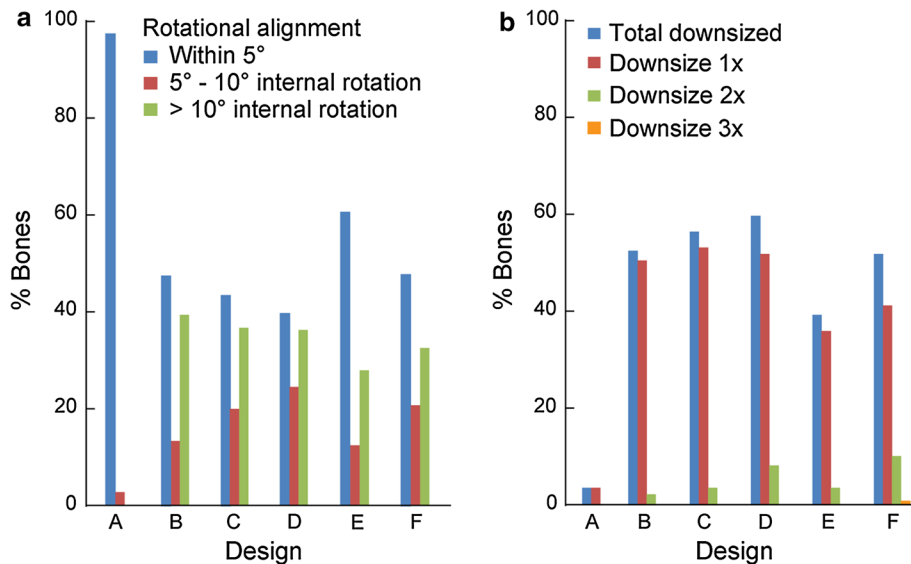 a
Rotational alignment
Within 5°
5° - 10° internal rotation
> 10° internal rotation
100
80
60
40
20
0
% Bones
A B C D E F
Design
b
Total downsized
Downsize 1x
Downsize 2x
Downsize 3x
100
80
60
40
20
0
% Bones
A B C D E F
Design